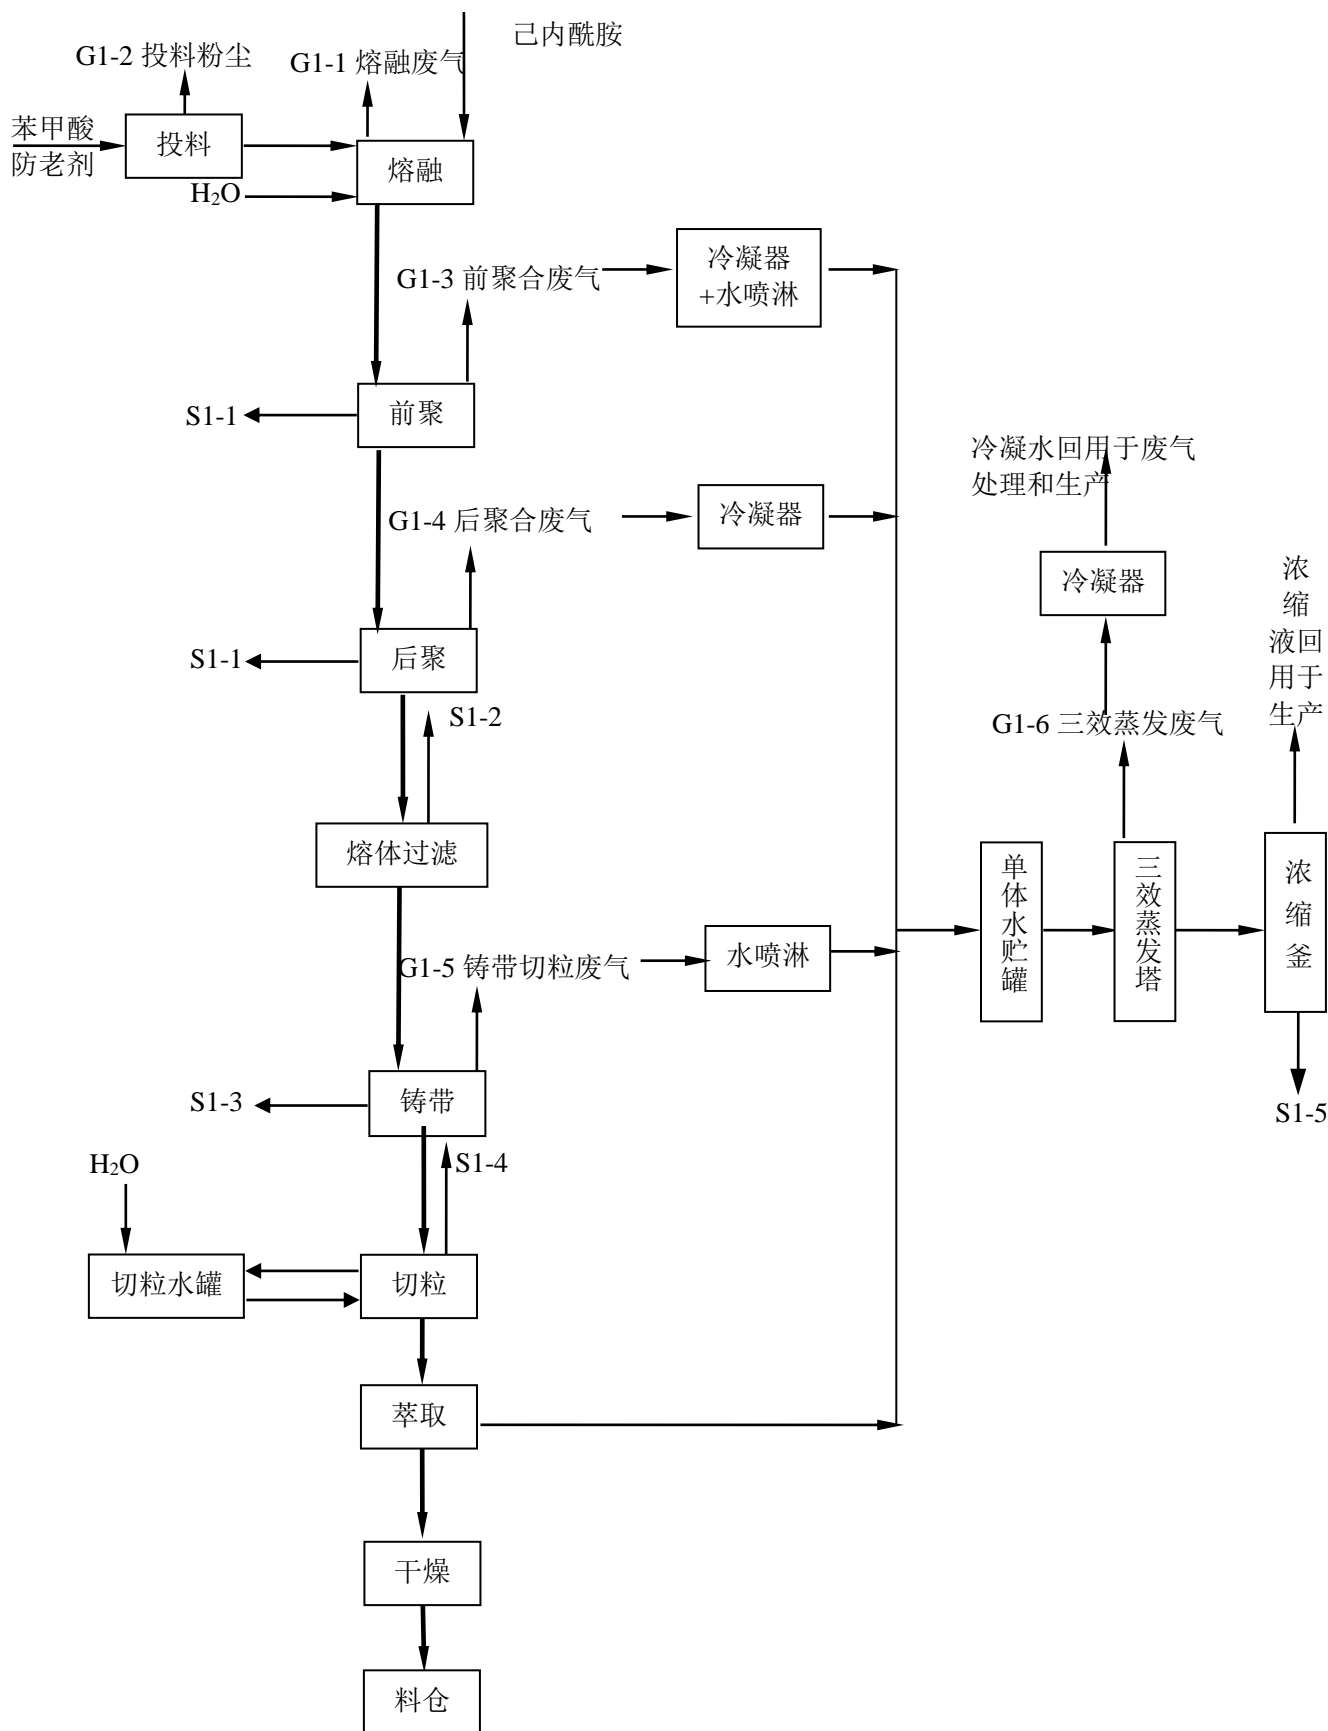 己内酰胺
G1-2 投料粉尘
G1-1 熔融废气
苯甲酸
防老剂
投料
熔融
H₂O
G1-3 前聚合废气
冷凝器
+水喷淋
前聚
S1-1
冷凝水回用于废气
处理和生产
G1-4 后聚合废气
冷凝器
冷凝器
浓
缩
液回
用于
生产
后聚
S1-1
S1-2
G1-6 三效蒸发废气
熔体过滤
单体水贮罐
三效蒸发塔
浓缩釜
G1-5 铸带切粒废气
水喷淋
铸带
S1-3
S1-5
H₂O
S1-4
切粒水罐
切粒
萃取
干燥
料仓